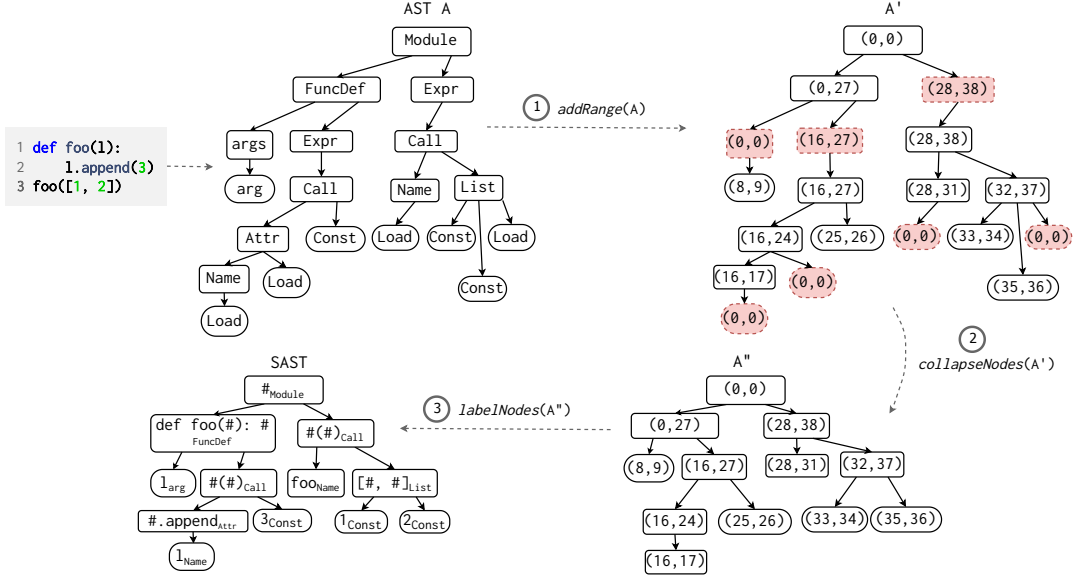 AST A
Module
FuncDef
Expr
args
Expr
Call
arg
Call
Name
List
Attr
Const
Load
Const
Load
Name
Load
Const
Load
1 def foo(l):
2 l.append(3)
3 foo([1, 2])
1 addRange(A)
A'
(0,0)
(0,27)
(28,38)
(0,0)
(16,27)
(28,38)
(8,9)
(16,27)
(28,31)
(32,37)
(16,24)
(25,26)
(0,0)
(33,34)
(0,0)
(16,17)
(0,0)
(35,36)
(0,0)
2
collapseNodes(A')
A"
(0,0)
(0,27)
(28,38)
(8,9)
(16,27)
(28,31)
(32,37)
(16,24)
(25,26)
(33,34)
(35,36)
(16,17)
3 labelNodes(A")
SAST
#Module
def foo(#): #
FuncDef
#(#)Call
larg
#(#)Call
fooName
[#, #]List
#.appendAttr
3Const
1Const
2Const
lName